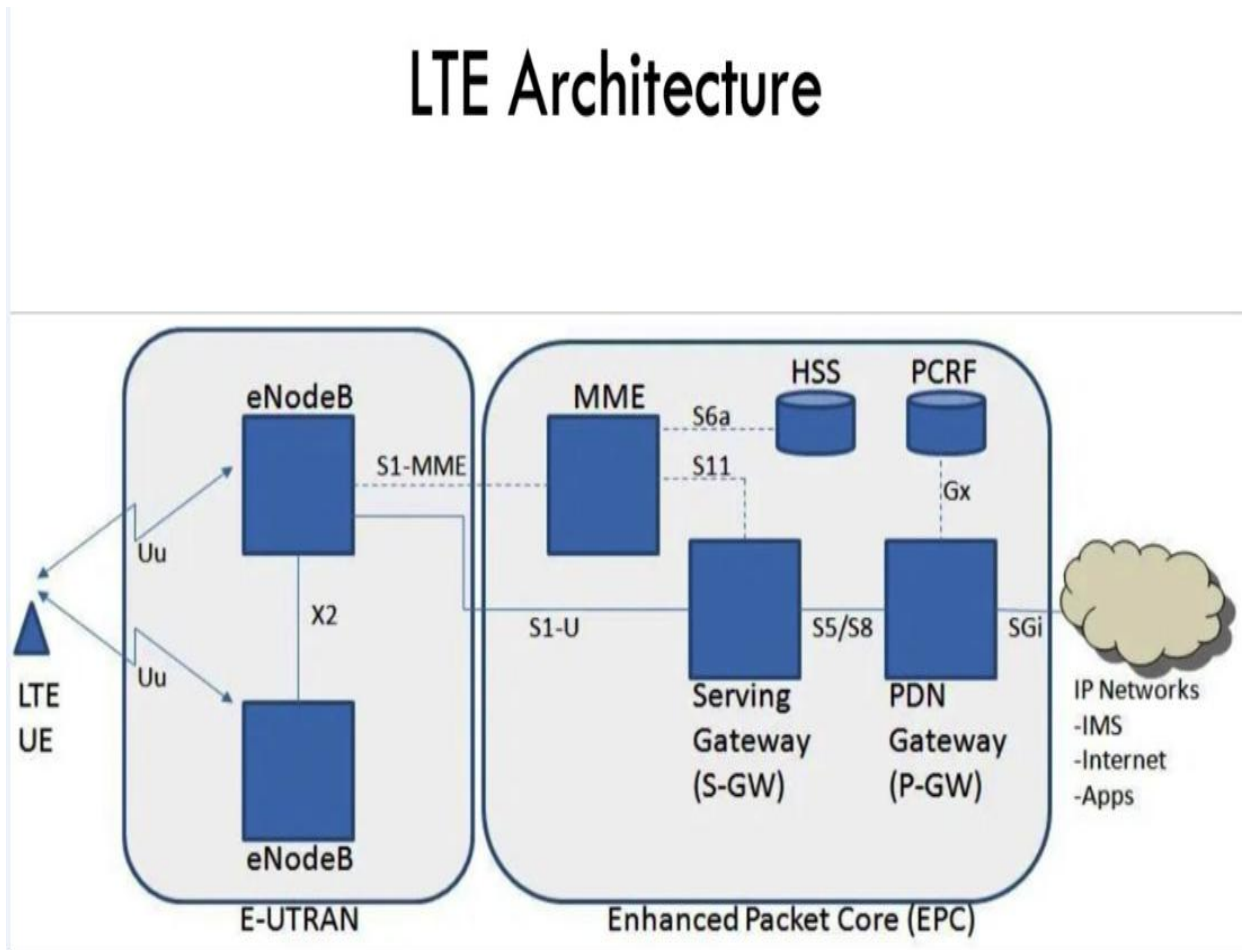 LTE Architecture
eNodeB
MME
HSS
PCRF
S6a
S1-MME
S11
Gx
Uu
X2
S1-U
S5/S8
SGi
Uu
LTE
UE
Serving
Gateway
(S-GW)
PDN
Gateway
(P-GW)
IP Networks
-IMS
-Internet
-Apps
eNodeB
E-UTRAN
Enhanced Packet Core (EPC)